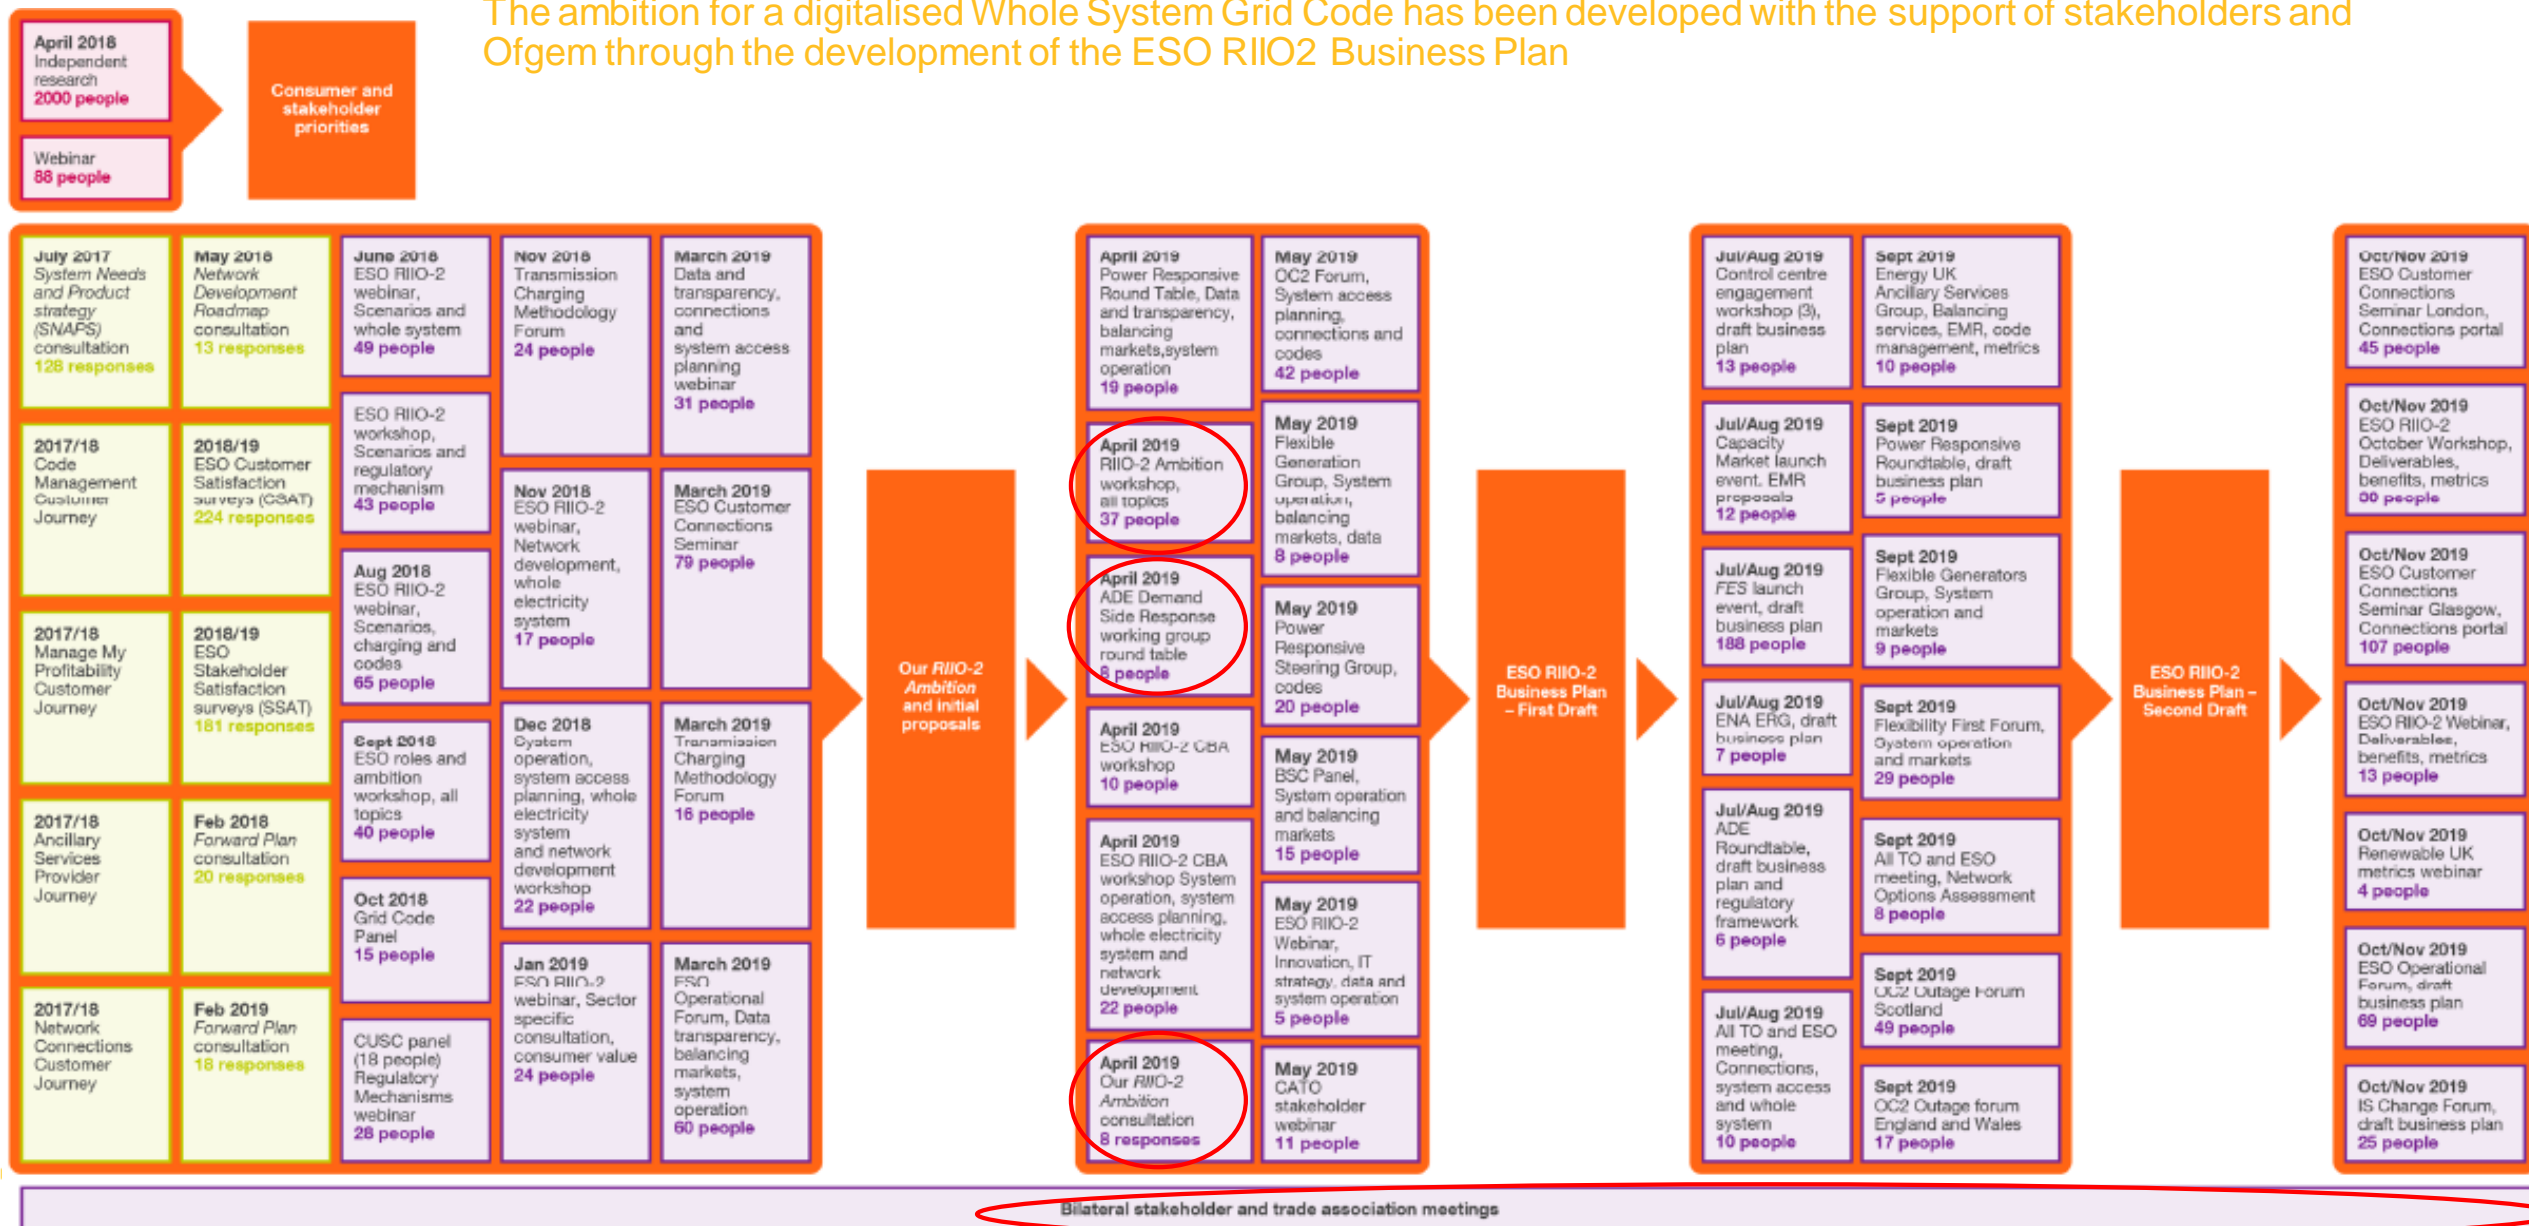 The ambition for a digitalised Whole System Grid Code has been developed with the support of stakeholders and
Ofgem through the development of the ESO RIIO2 Business Plan
April 2018
Independent
research
2000 people
Webinar
88 people
Consumer and
stakeholder
priorities
July 2017
System Needs
and Product
strategy
(SNAPS)
consultation
128 responses
2017/18
Code
Management
Customer
Journey
2017/18
Manage My
Profitability
Customer
Journey
2017/18
Ancillary
Services
Provider
Journey
2017/18
Network
Connections
Customer
Journey
May 2018
Network
Development
Roadmap
consultation
13 responses
2018/19
ESO Customer
Satisfaction
surveys (CSAT)
224 responses
2018/19
ESO
Stakeholder
Satisfaction
surveys (SSAT)
181 responses
Feb 2018
Forward Plan
consultation
20 responses
Feb 2019
Forward Plan
consultation
18 responses
June 2018
ESO RIIO-2
webinar,
Scenarios and
whole system
49 people
ESO RIIO-2
workshop,
Scenarios and
regulatory
mechanism
43 people
Aug 2018
ESO RIIO-2
webinar,
Scenarios,
charging and
codes
65 people
Sept 2018
ESO roles and
ambition
workshop, all
topics
40 people
Oct 2018
Grid Code
Panel
15 people
CUSC panel
(18 people)
Regulatory
Mechanisms
webinar
28 people
Nov 2018
Transmission
Charging
Methodology
Forum
24 people
Nov 2018
ESO RIIO-2
webinar,
Network
development,
whole
electricity
system
17 people
Dec 2018
System
operation,
system access
planning, whole
electricity
system
and network
development
workshop
22 people
Jan 2019
ESO RIIO-2
webinar, Sector
specific
consultation,
consumer value
24 people
March 2019
Data and
transparency,
connections
and
system access
planning
webinar
31 people
March 2019
ESO Customer
Connections
Seminar
79 people
March 2019
Transmission
Charging
Methodology
Forum
16 people
March 2019
ESO
Operational
Forum, Data
transparency,
balancing
markets,
system
operation
60 people
Our RIIO-2
Ambition
and initial
proposals
April 2019
Power Responsive
Round Table, Data
and transparency,
balancing
markets,system
operation
19 people
April 2019
RIIO-2 Ambition
workshop,
all topics
37 people
April 2019
ADE Demand
Side Response
working group
round table
8 people
April 2019
ESO RIIO-2 CBA
workshop
10 people
April 2019
ESO RIIO-2 CBA
workshop System
operation, system
access planning,
whole electricity
system and
network
development
22 people
April 2019
Our RIIO-2
Ambition
consultation
8 responses
May 2019
OC2 Forum,
System access
planning,
connections and
codes
42 people
May 2019
Flexible
Generation
Group, System
operation,
balancing
markets, data
8 people
May 2019
Power
Responsive
Steering Group,
codes
20 people
May 2019
BSC Panel,
System operation
and balancing
markets
15 people
May 2019
ESO RIIO-2
Webinar,
Innovation, IT
strategy, data and
system operation
5 people
May 2019
CATO
stakeholder
webinar
11 people
ESO RIIO-2
Business Plan
– First Draft
Jul/Aug 2019
Control centre
engagement
workshop (3),
draft business
plan
13 people
Jul/Aug 2019
Capacity
Market launch
event. EMR
proposals
12 people
Jul/Aug 2019
FES launch
event, draft
business plan
188 people
Jul/Aug 2019
ENA ERG, draft
business plan
7 people
Jul/Aug 2019
ADE
Roundtable,
draft business
plan and
regulatory
framework
6 people
Jul/Aug 2019
All TO and ESO
meeting,
Connections,
system access
and whole
system
10 people
Sept 2019
Energy UK
Ancillary Services
Group, Balancing
services, EMR, code
management, metrics
10 people
Sept 2019
Power Responsive
Roundtable, draft
business plan
5 people
Sept 2019
Flexible Generators
Group, System
operation and
markets
9 people
Sept 2019
Flexibility First Forum,
System operation
and markets
29 people
Sept 2019
All TO and ESO
meeting, Network
Options Assessment
8 people
Sept 2019
OC2 Outage Forum
Scotland
49 people
Sept 2019
OC2 Outage forum
England and Wales
17 people
ESO RIIO-2
Business Plan –
Second Draft
Oct/Nov 2019
ESO Customer
Connections
Seminar London,
Connections portal
45 people
Oct/Nov 2019
ESO RIIO-2
October Workshop,
Deliverables,
benefits, metrics
people
Oct/Nov 2019
ESO Customer
Connections
Seminar Glasgow,
Connections portal
107 people
Oct/Nov 2019
ESO RIIO-2 Webinar,
Deliverables,
benefits, metrics
13 people
Oct/Nov 2019
Renewable UK
metrics webinar
4 people
Oct/Nov 2019
ESO Operational
Forum, draft
business plan
69 people
Oct/Nov 2019
IS Change Forum,
draft business plan
25 people
Bilateral stakeholder and trade association meetings